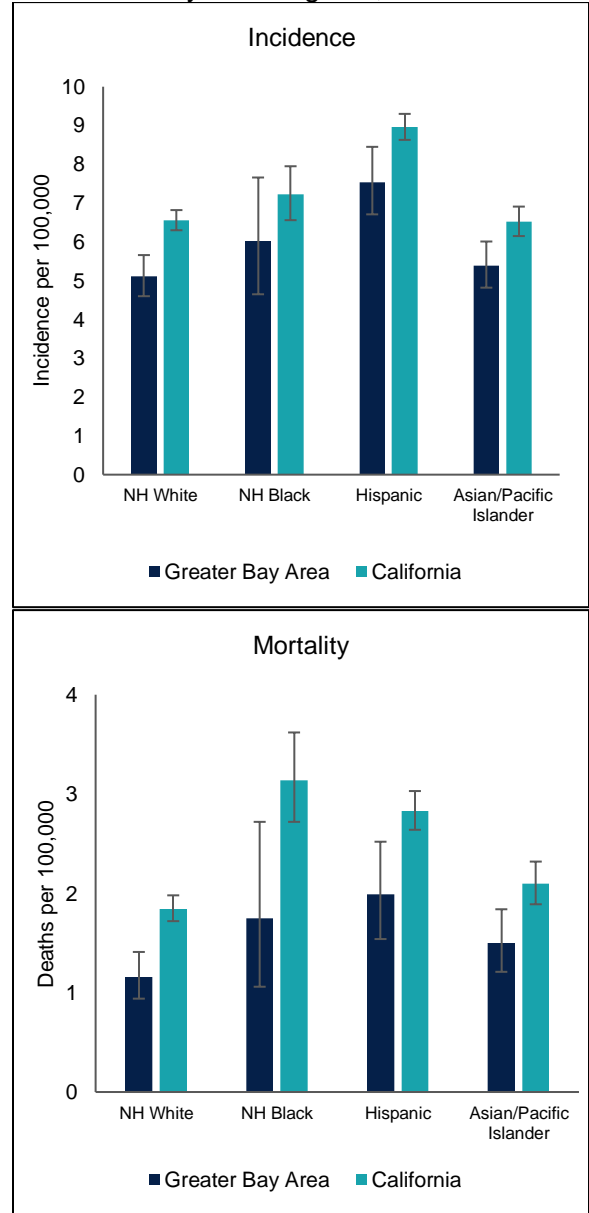 Incidence
10
9
8
7
6
5
4
3
2
1
0
Incidence per 100,000
NH White
NH Black
Hispanic
Asian/Pacific
Islander
Greater Bay Area
California
Mortality
4
3
2
1
0
Deaths per 100,000
NH White
NH Black
Hispanic
Asian/Pacific
Islander
Greater Bay Area
California